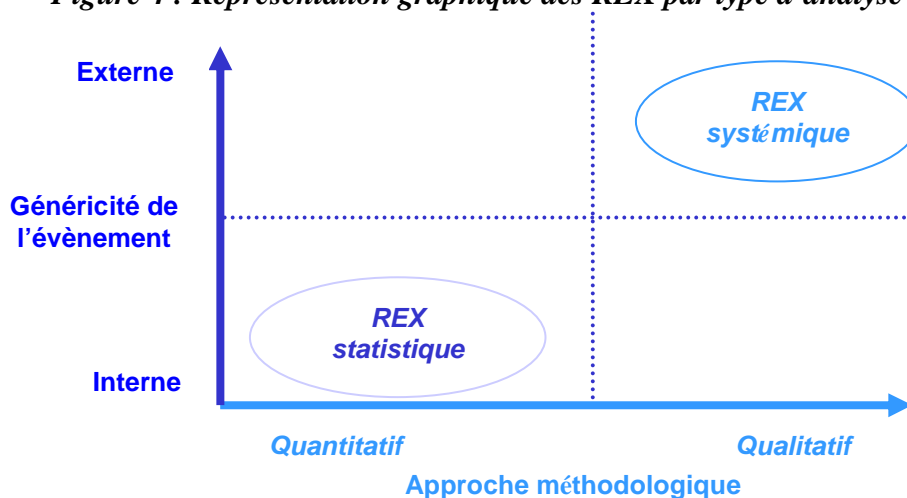 Figure 4 : Représentation graphique des REX par type d'analyse
Externe
REX
systémique
Généricité de
l'évènement
REX
statistique
Interne
Quantitatif
Qualitatif
Approche méthodologique